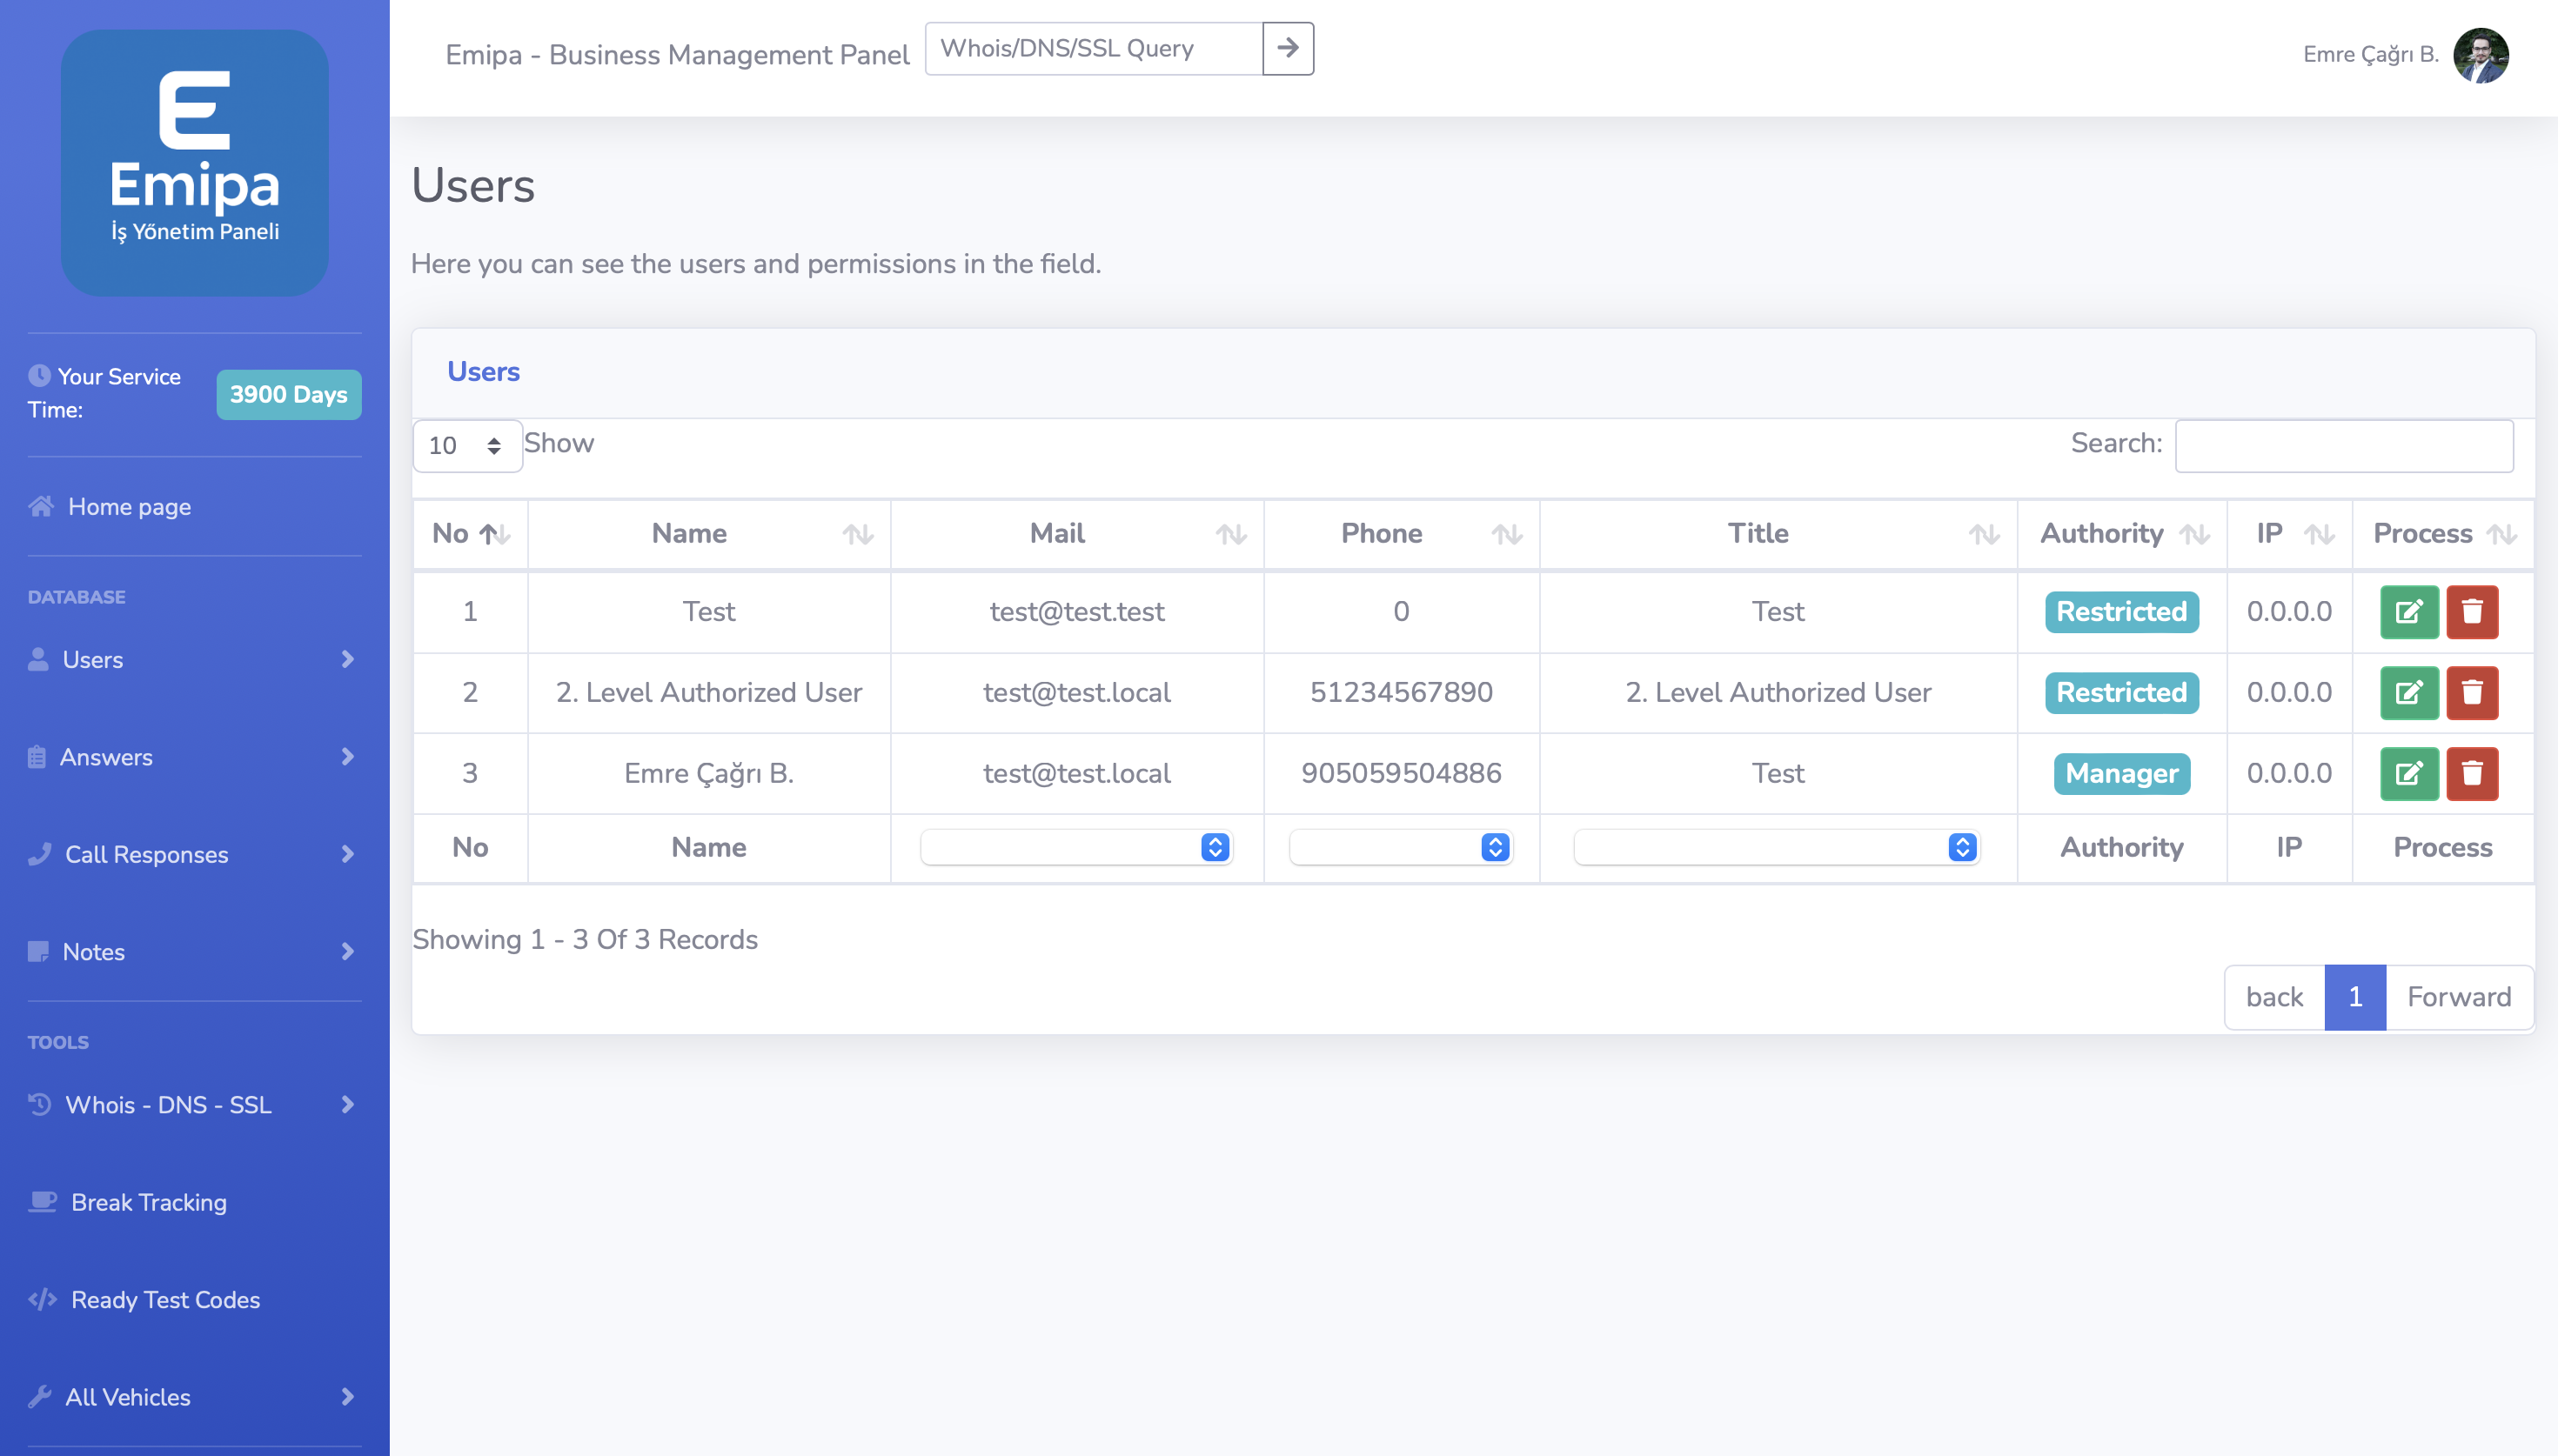 E
Emipa
İş Yönetim Paneli
Your Service
Time:
3900 Days
Home page
DATABASE
Users
Answers
Call Responses
Notes
TOOLS
Whois - DNS - SSL
Break Tracking
Ready Test Codes
All Vehicles
Emipa - Business Management Panel
Whois/DNS/SSL Query
Emre Çağrı B.
Users
Here you can see the users and permissions in the field.
Users
10 Show
Search:
No Name Mail Phone Title Authority IP Process
1 Test test@test.test 0 Test Restricted 0.0.0.0
2 2. Level Authorized User test@test.local 51234567890 2. Level Authorized User Restricted 0.0.0.0
3 Emre Çağrı B. test@test.local 905059504886 Test Manager 0.0.0.0
No Name Authority IP Process
Showing 1 - 3 Of 3 Records
back 1 Forward